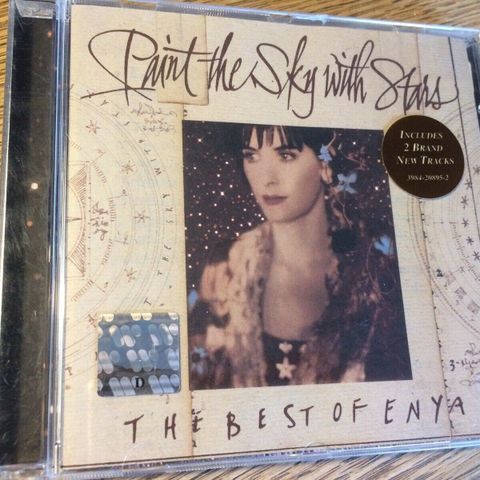 Paint the Sky with Stars
INCLUDES
2 BRAND
NEW TRACKS
3984-20895-2
D
THE BEST OF ENYA